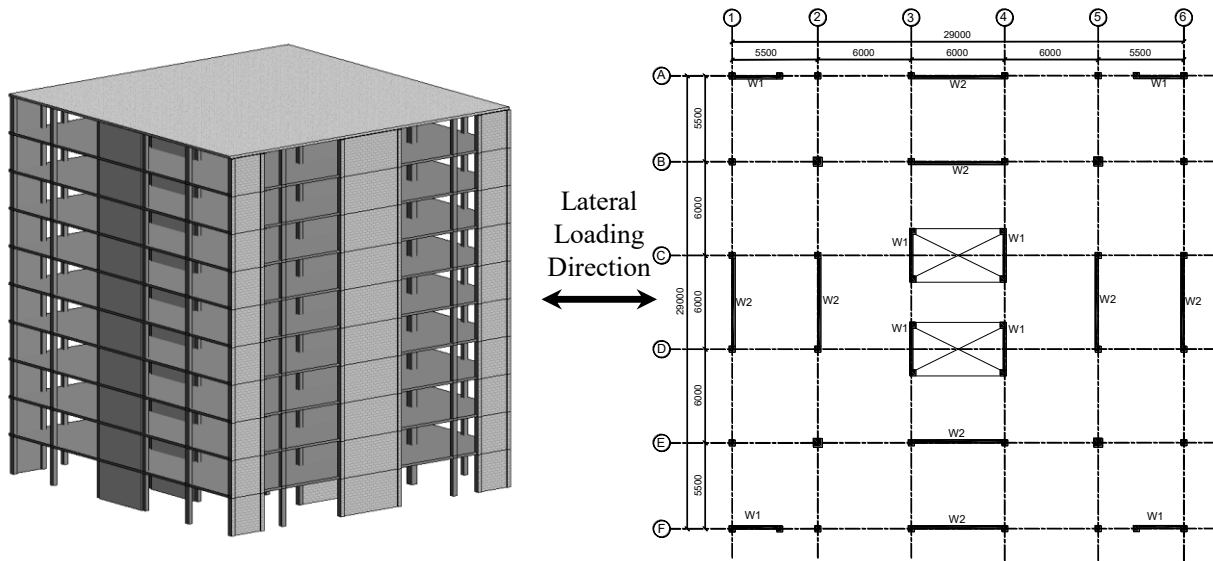 Lateral
Loading
Direction
1 2 3 4 5 6
29000
5500 6000 6000 6000 5500
A
W1 W2 W1
5500
B
W2
6000
W1 W1
C
29000
6000
W2 W2 W2 W2
W1 W1
D
6000
E
W2
5500
W1 W2 W1
F